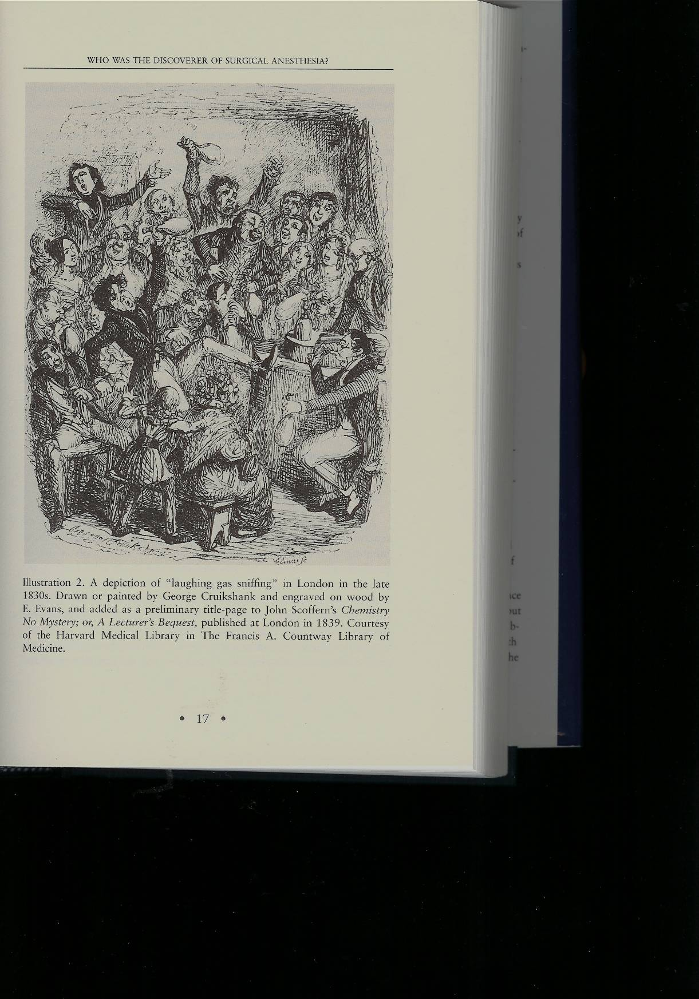 WHO WAS THE DISCOVERER OF SURGICAL ANESTHESIA?
George Cruikshank
Illustration 2. A depiction of “laughing gas sniffing” in London in the late
1830s. Drawn or painted by George Cruikshank and engraved on wood by
E. Evans, and added as a preliminary title-page to John Scoffern’s Chemistry
No Mystery; or, A Lecturer’s Bequest, published at London in 1839. Courtesy
of the Harvard Medical Library in The Francis A. Countway Library of
Medicine.
• 17 •